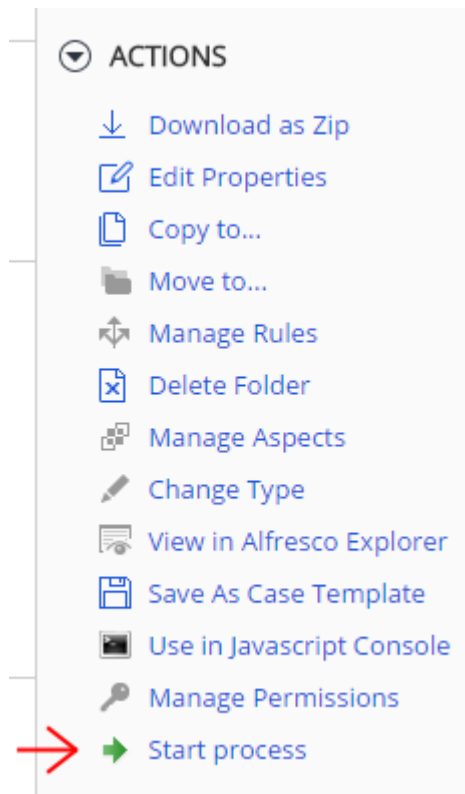 ACTIONS
Download as Zip
Edit Properties
Copy to...
Move to...
Manage Rules
Delete Folder
Manage Aspects
Change Type
View in Alfresco Explorer
Save As Case Template
Use in Javascript Console
Manage Permissions
Start process